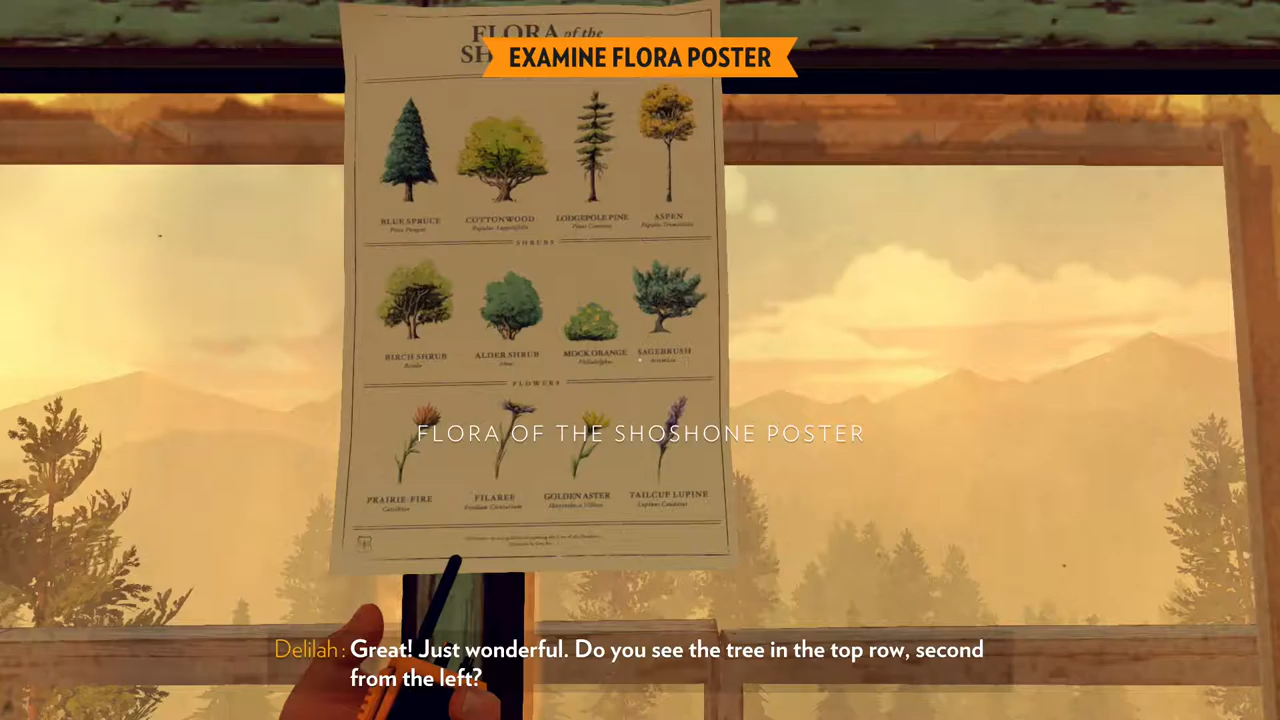 FLORA of the
SH
EXAMINE FLORA POSTER
BLUE SPRUCE COTTONWOOD LODGEPOLE PINE ASPEN
SHRUBS
BIRCH SHRUB ALDER SHRUB MOCK ORANGE SAGEBRUSH
Philadelphus
FLOWERS
FLORA OF THE SHOSHONE POSTER
PRAIRIE-FIRE FILAREE GOLDEN ASTER TAILCUP LUPINE
Delilah: Great! Just wonderful. Do you see the tree in the top row, second
from the left?